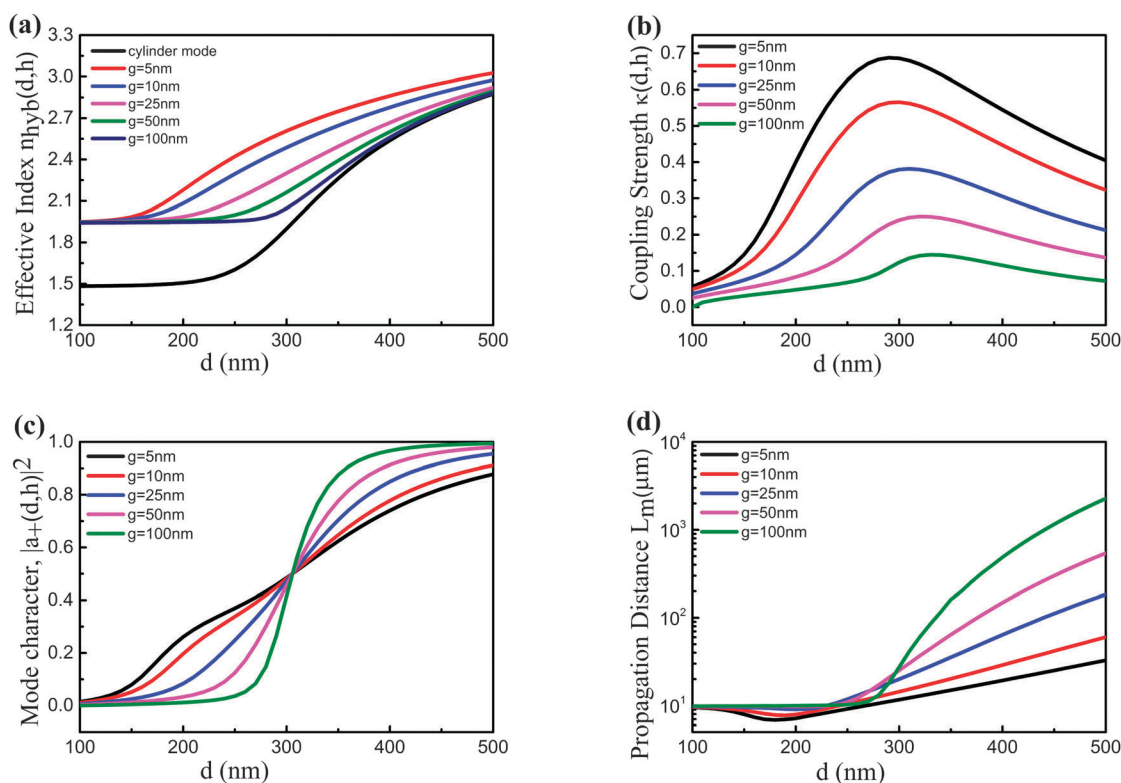 (a)
Effective Index nhyb(d,h)
3.3
3.0
2.7
2.4
2.1
1.8
1.5
1.2
cylinder mode
g=5nm
g=10nm
g=25nm
g=50nm
g=100nm
100 200 300 400 500
d (nm)
(b)
Coupling Strength κ(d,h)
0.7
0.6
0.5
0.4
0.3
0.2
0.1
0.0
g=5nm
g=10nm
g=25nm
g=50nm
g=100nm
100 200 300 400 500
d (nm)
(c)
Mode character, |a+(d,h)|2
1.0
0.8
0.6
0.4
0.2
0.0
g=5nm
g=10nm
g=25nm
g=50nm
g=100nm
100 200 300 400 500
d (nm)
(d)
Propagation Distance Lm(μm)
104
103
102
101
g=5nm
g=10nm
g=25nm
g=50nm
g=100nm
100 200 300 400 500
d (nm)